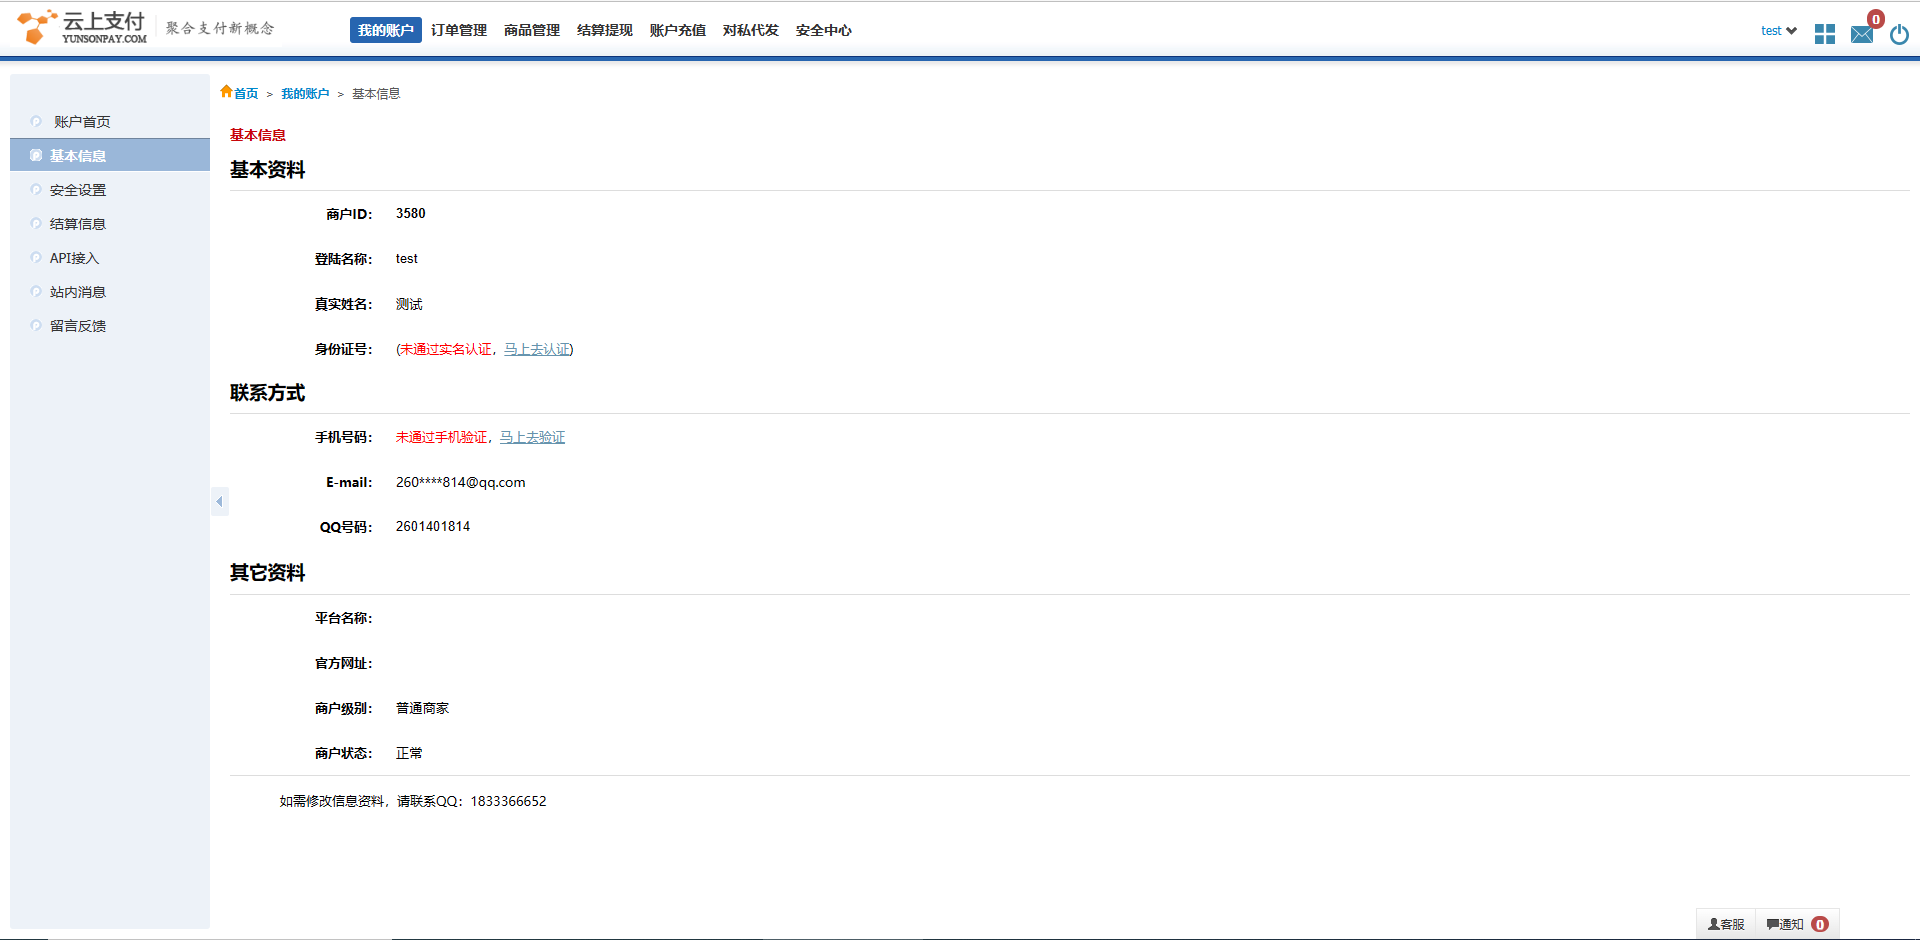 云上支付
YUNSONPAY.COM
聚合支付新概念
我的账户 订单管理 商品管理 结算提现 账户充值 对私代发 安全中心
test
0
首页 > 我的账户 > 基本信息
账户首页
基本信息
安全设置
结算信息
API接入
站内消息
留言反馈
基本信息
基本资料
商户ID： 3580
登陆名称： test
真实姓名： 测试
身份证号： (未通过实名认证，马上去认证)
联系方式
手机号码： 未通过手机验证，马上去验证
E-mail： 260****814@qq.com
QQ号码： 2601401814
其它资料
平台名称：
官方网址：
商户级别： 普通商家
商户状态： 正常
如需修改信息资料，请联系QQ：1833366652
客服 通知 0